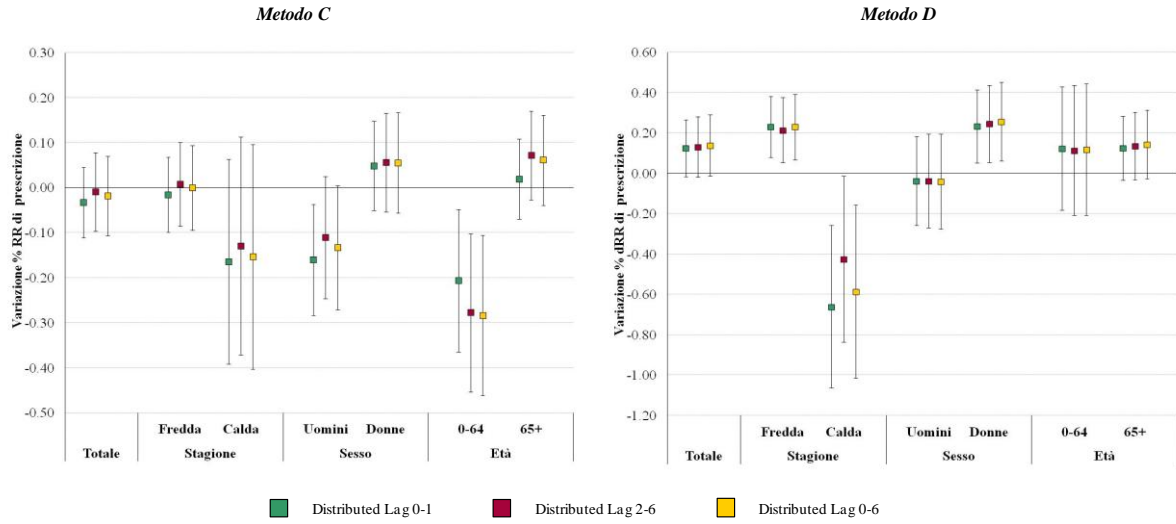 Metodo C
Variazione % RR di prescrizione
0.30
0.20
0.10
0.00
-0.10
-0.20
-0.30
-0.40
-0.50
Fredda Calda Uomini Donne 0-64 65+
Totale Stagione Sesso Età
Metodo D
Variazione % dRR di prescrizione
0.60
0.40
0.20
0.00
-0.20
-0.40
-0.60
-0.80
-1.00
-1.20
Fredda Calda Uomini Donne 0-64 65+
Totale Stagione Sesso Età
Distributed Lag 0-1 Distributed Lag 2-6 Distributed Lag 0-6